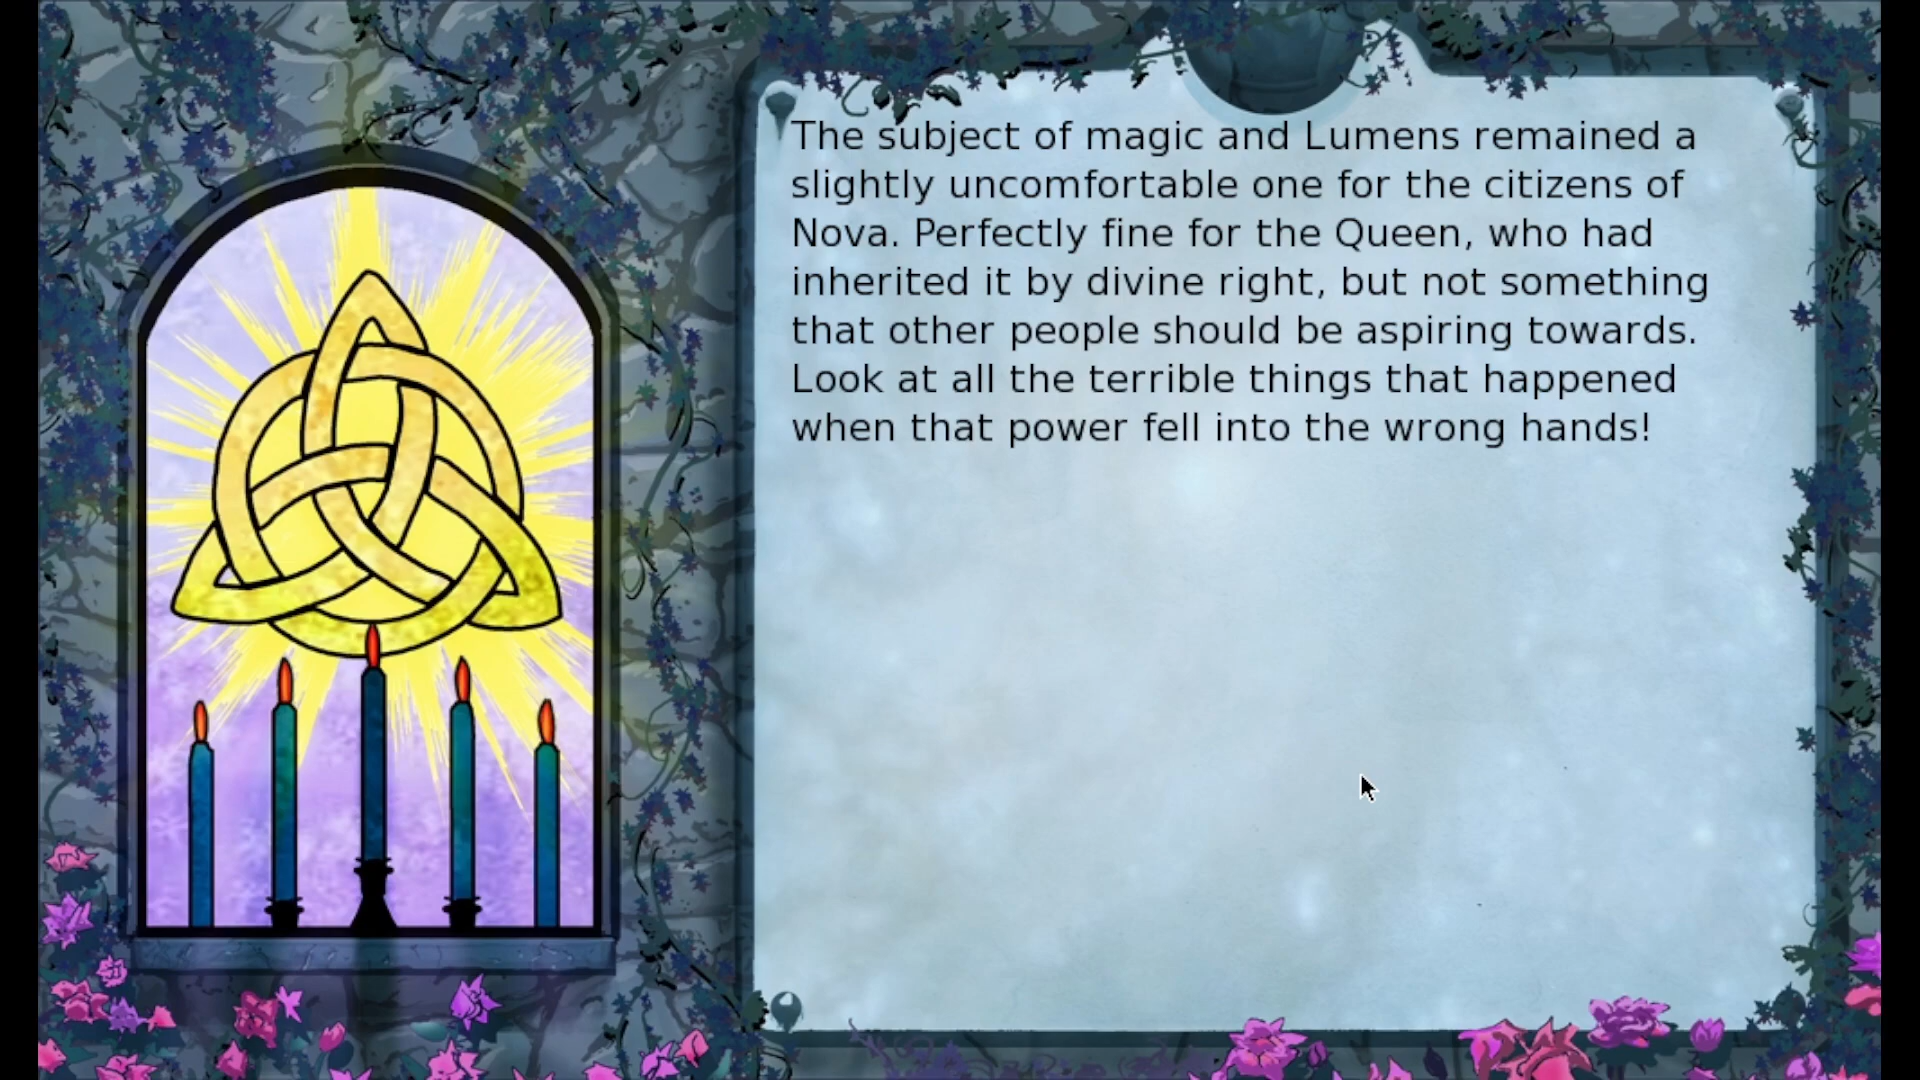 The subject of magic and Lumens remained a
slightly uncomfortable one for the citizens of
Nova. Perfectly fine for the Queen, who had
inherited it by divine right, but not something
that other people should be aspiring towards.
Look at all the terrible things that happened
when that power fell into the wrong hands!